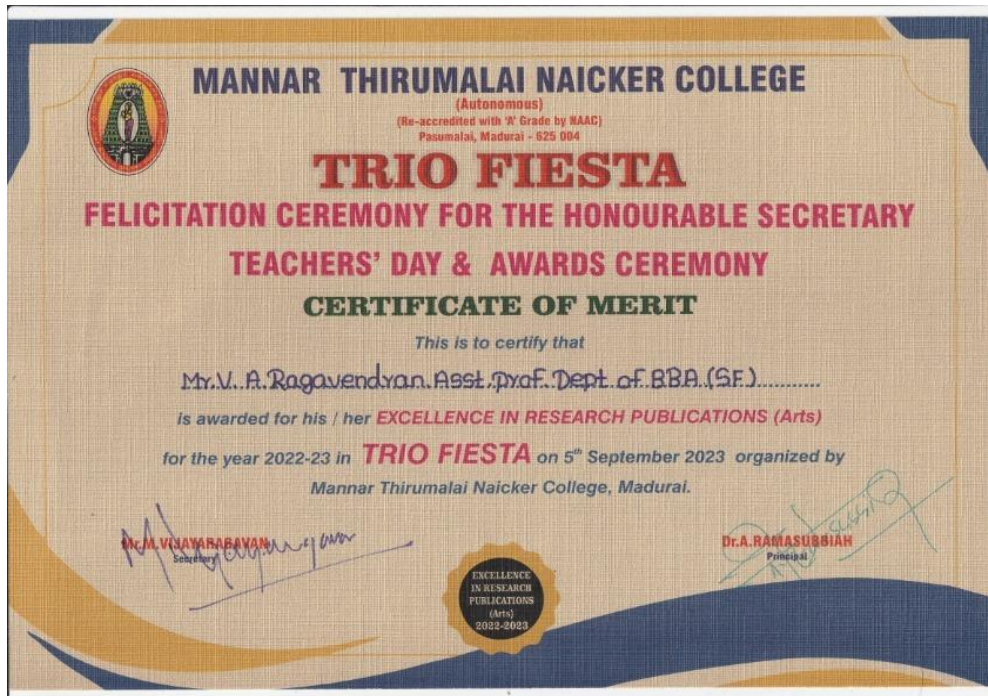 MANNAR THIRUMALAI NAICKER COLLEGE
(Autonomous)
(Re-accredited with 'A' Grade by NAAC)
Pasumalai, Madurai - 625 004
TRIO FIESTA
FELICITATION CEREMONY FOR THE HONOURABLE SECRETARY
TEACHERS' DAY & AWARDS CEREMONY
CERTIFICATE OF MERIT
This is to certify that
Mr. V. A. Ragavendran. Asst. prof. Dept of BBA (SF)
is awarded for his / her EXCELLENCE IN RESEARCH PUBLICATIONS (Arts)
for the year 2022-23 in TRIO FIESTA on 5th September 2023 organized by
Mannar Thirumalai Naicker College, Madurai.
Mr.M.VIJAYARAGAVAN
Secretary
Dr.A.RAMASUBBIAH
Principal
EXCELLENCE
IN RESEARCH
PUBLICATIONS
(Arts)
2022-2023